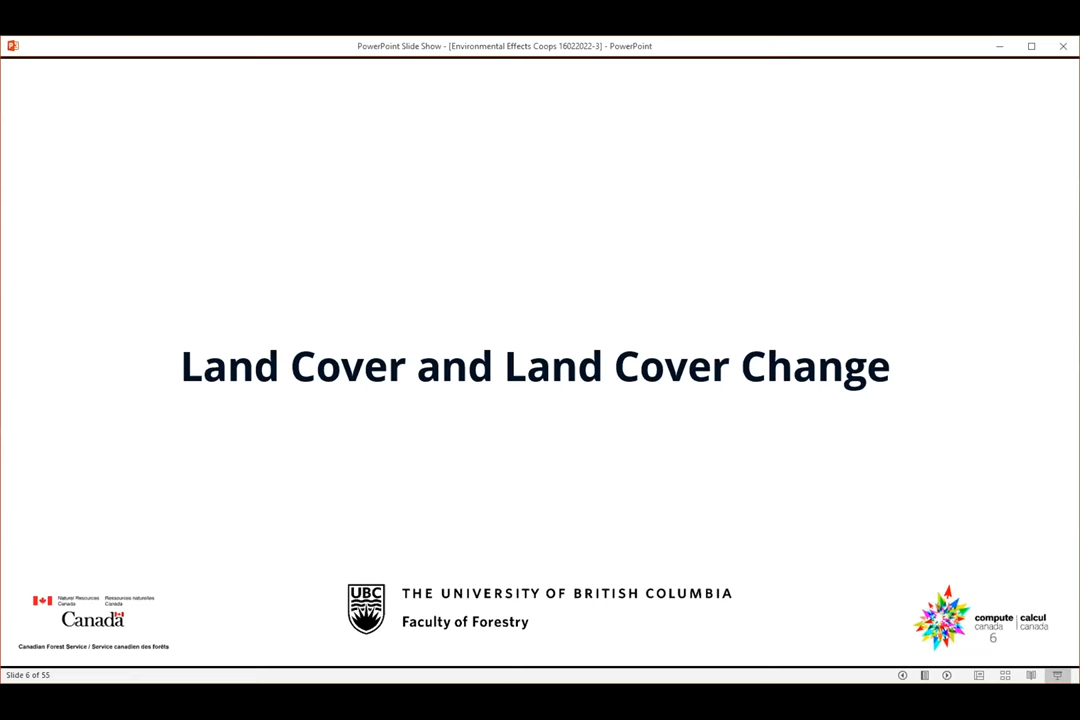 PowerPoint Slide Show - [Environmental Effects Coops 16022022-3] - PowerPoint
Land Cover and Land Cover Change
Natural Resources Ressources naturelles
Canada Canada
Canada
Canadian Forest Service / Service canadien des forêts
UBC
THE UNIVERSITY OF BRITISH COLUMBIA
Faculty of Forestry
compute | calcul
canada | canada
6
Slide 6 of 55